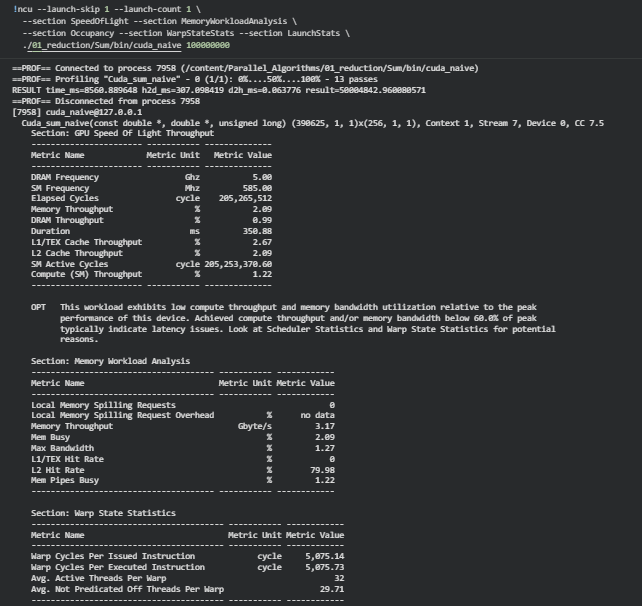 !ncu --launch-skip 1 --launch-count 1 \
--section SpeedOfLight --section MemoryWorkloadAnalysis \
--section Occupancy --section WarpStateStats --section LaunchStats \
./01_reduction/Sum/bin/cuda_naive 100000000
==PROF== Connected to process 7958 (/content/Parallel_Algorithms/01_reduction/Sum/bin/cuda_naive)
==PROF== Profiling "Cuda_sum_naive" - 0 (1/1): 0%....50%....100% - 13 passes
RESULT time_ms=8560.889648 h2d_ms=307.098419 d2h_ms=0.063776 result=50004842.960080571
==PROF== Disconnected from process 7958
[7958] cuda_naive@127.0.0.1
Cuda_sum_naive(const double *, double *, unsigned long) (390625, 1, 1)x(256, 1, 1), Context 1, Stream 7, Device 0, CC 7.5
Section: GPU Speed Of Light Throughput
----------------------- ----------- --------------
Metric Name Metric Unit Metric Value
----------------------- ----------- --------------
DRAM Frequency Ghz 5.00
SM Frequency Mhz 585.00
Elapsed Cycles cycle 205,265,512
Memory Throughput % 2.09
DRAM Throughput % 0.99
Duration ms 350.88
L1/TEX Cache Throughput % 2.67
L2 Cache Throughput % 2.09
SM Active Cycles cycle 205,253,370.60
Compute (SM) Throughput % 1.22
----------------------- ----------- --------------
OPT This workload exhibits low compute throughput and memory bandwidth utilization relative to the peak
performance of this device. Achieved compute throughput and/or memory bandwidth below 60.0% of peak
typically indicate latency issues. Look at Scheduler Statistics and Warp State Statistics for potential
reasons.
Section: Memory Workload Analysis
-------------------------------------- ----------- ------------
Metric Name Metric Unit Metric Value
-------------------------------------- ----------- ------------
Local Memory Spilling Requests 0
Local Memory Spilling Request Overhead % no data
Memory Throughput Gbyte/s 3.17
Mem Busy % 2.09
Max Bandwidth % 1.27
L1/TEX Hit Rate % 0
L2 Hit Rate % 79.98
Mem Pipes Busy % 1.22
-------------------------------------- ----------- ------------
Section: Warp State Statistics
---------------------------------------- ----------- ------------
Metric Name Metric Unit Metric Value
---------------------------------------- ----------- ------------
Warp Cycles Per Issued Instruction cycle 5,075.14
Warp Cycles Per Executed Instruction cycle 5,075.73
Avg. Active Threads Per Warp 32
Avg. Not Predicated Off Threads Per Warp 29.71
---------------------------------------- ----------- ------------